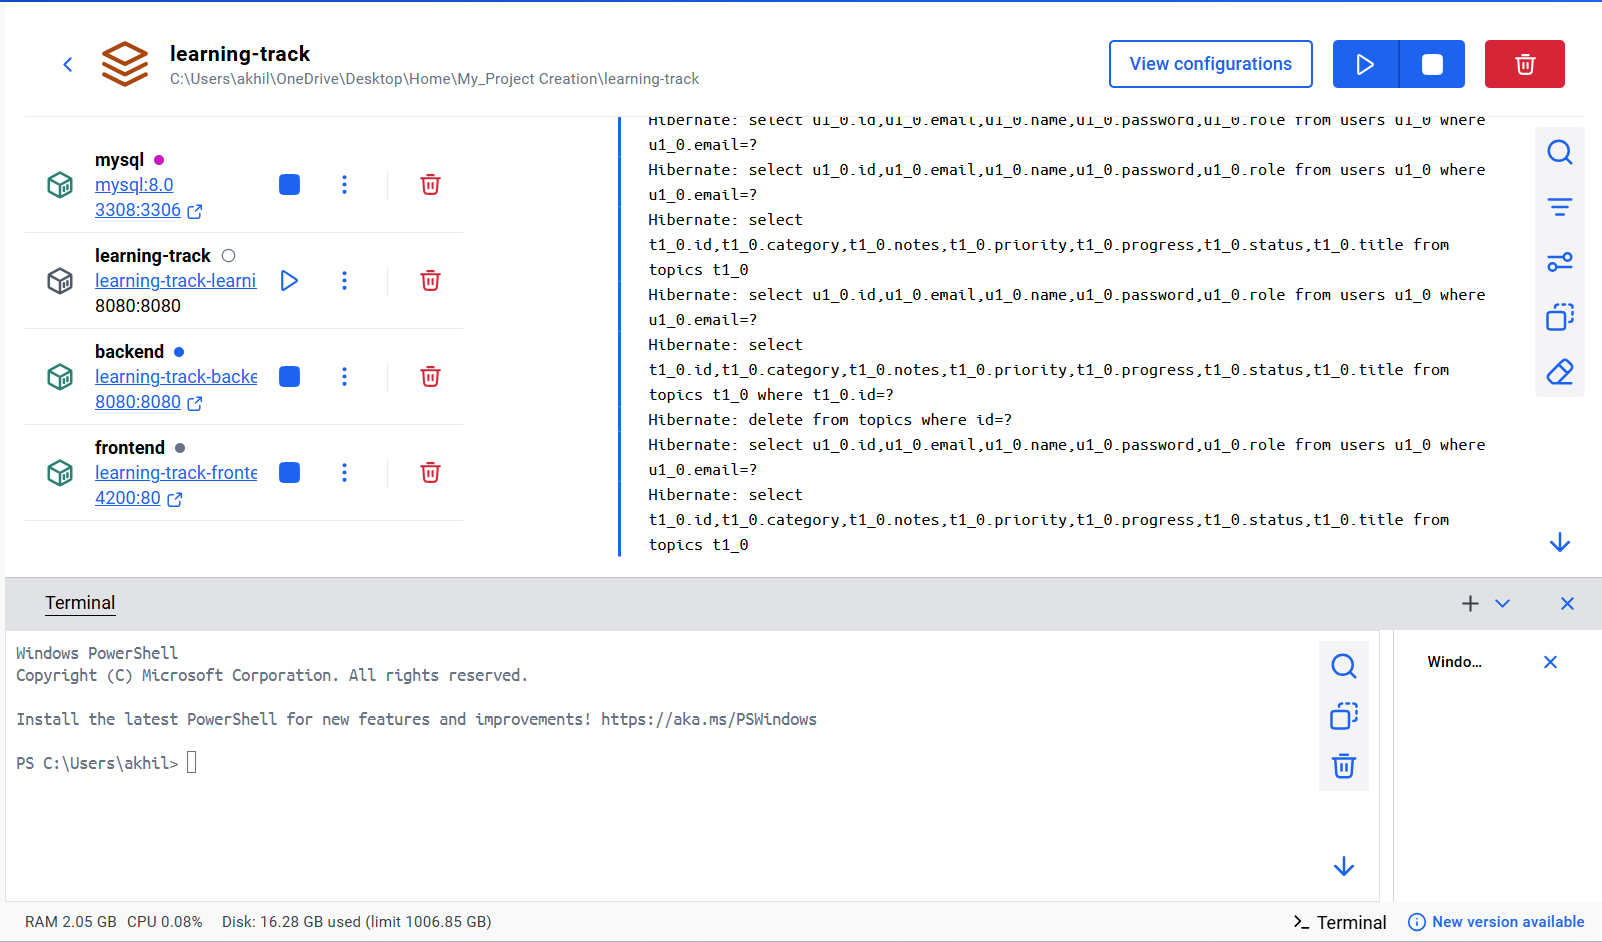 learning-track
C:\Users\akhil\OneDrive\Desktop\Home\My_Project Creation\learning-track
View configurations
mysql
mysql:8.0
3308:3306
learning-track
learning-track-learni
8080:8080
backend
learning-track-backe
8080:8080
frontend
learning-track-fronte
4200:80
Hibernate: select u1_0.id,u1_0.email,u1_0.name,u1_0.password,u1_0.role from users u1_0 where
u1_0.email=?
Hibernate: select u1_0.id,u1_0.email,u1_0.name,u1_0.password,u1_0.role from users u1_0 where
u1_0.email=?
Hibernate: select
t1_0.id,t1_0.category,t1_0.notes,t1_0.priority,t1_0.progress,t1_0.status,t1_0.title from
topics t1_0
Hibernate: select u1_0.id,u1_0.email,u1_0.name,u1_0.password,u1_0.role from users u1_0 where
u1_0.email=?
Hibernate: select
t1_0.id,t1_0.category,t1_0.notes,t1_0.priority,t1_0.progress,t1_0.status,t1_0.title from
topics t1_0 where t1_0.id=?
Hibernate: delete from topics where id=?
Hibernate: select u1_0.id,u1_0.email,u1_0.name,u1_0.password,u1_0.role from users u1_0 where
u1_0.email=?
Hibernate: select
t1_0.id,t1_0.category,t1_0.notes,t1_0.priority,t1_0.progress,t1_0.status,t1_0.title from
topics t1_0
Terminal
Windows PowerShell
Copyright (C) Microsoft Corporation. All rights reserved.
Install the latest PowerShell for new features and improvements! https://aka.ms/PSWindows
PS C:\Users\akhil>
Windo...
RAM 2.05 GB CPU 0.08% Disk: 16.28 GB used (limit 1006.85 GB)
>_ Terminal
New version available